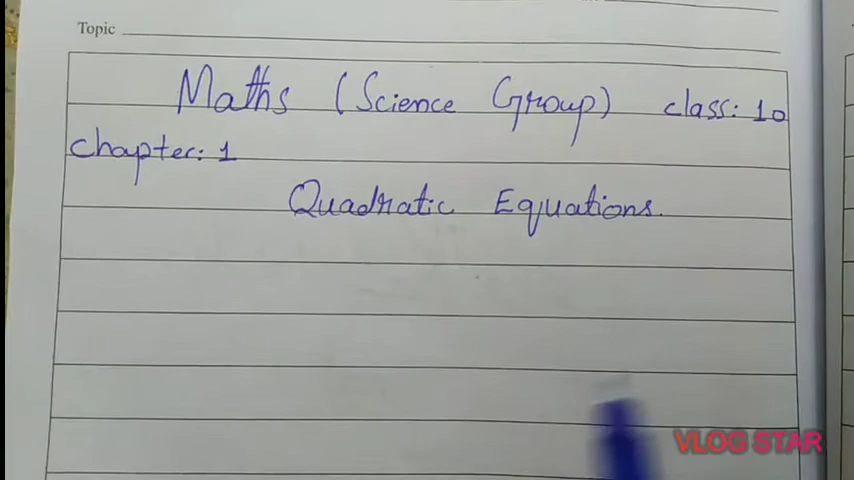 Topic
Maths (Science Group) class: 10
chapter: 1
Quadratic Equations.
VLOG STAR